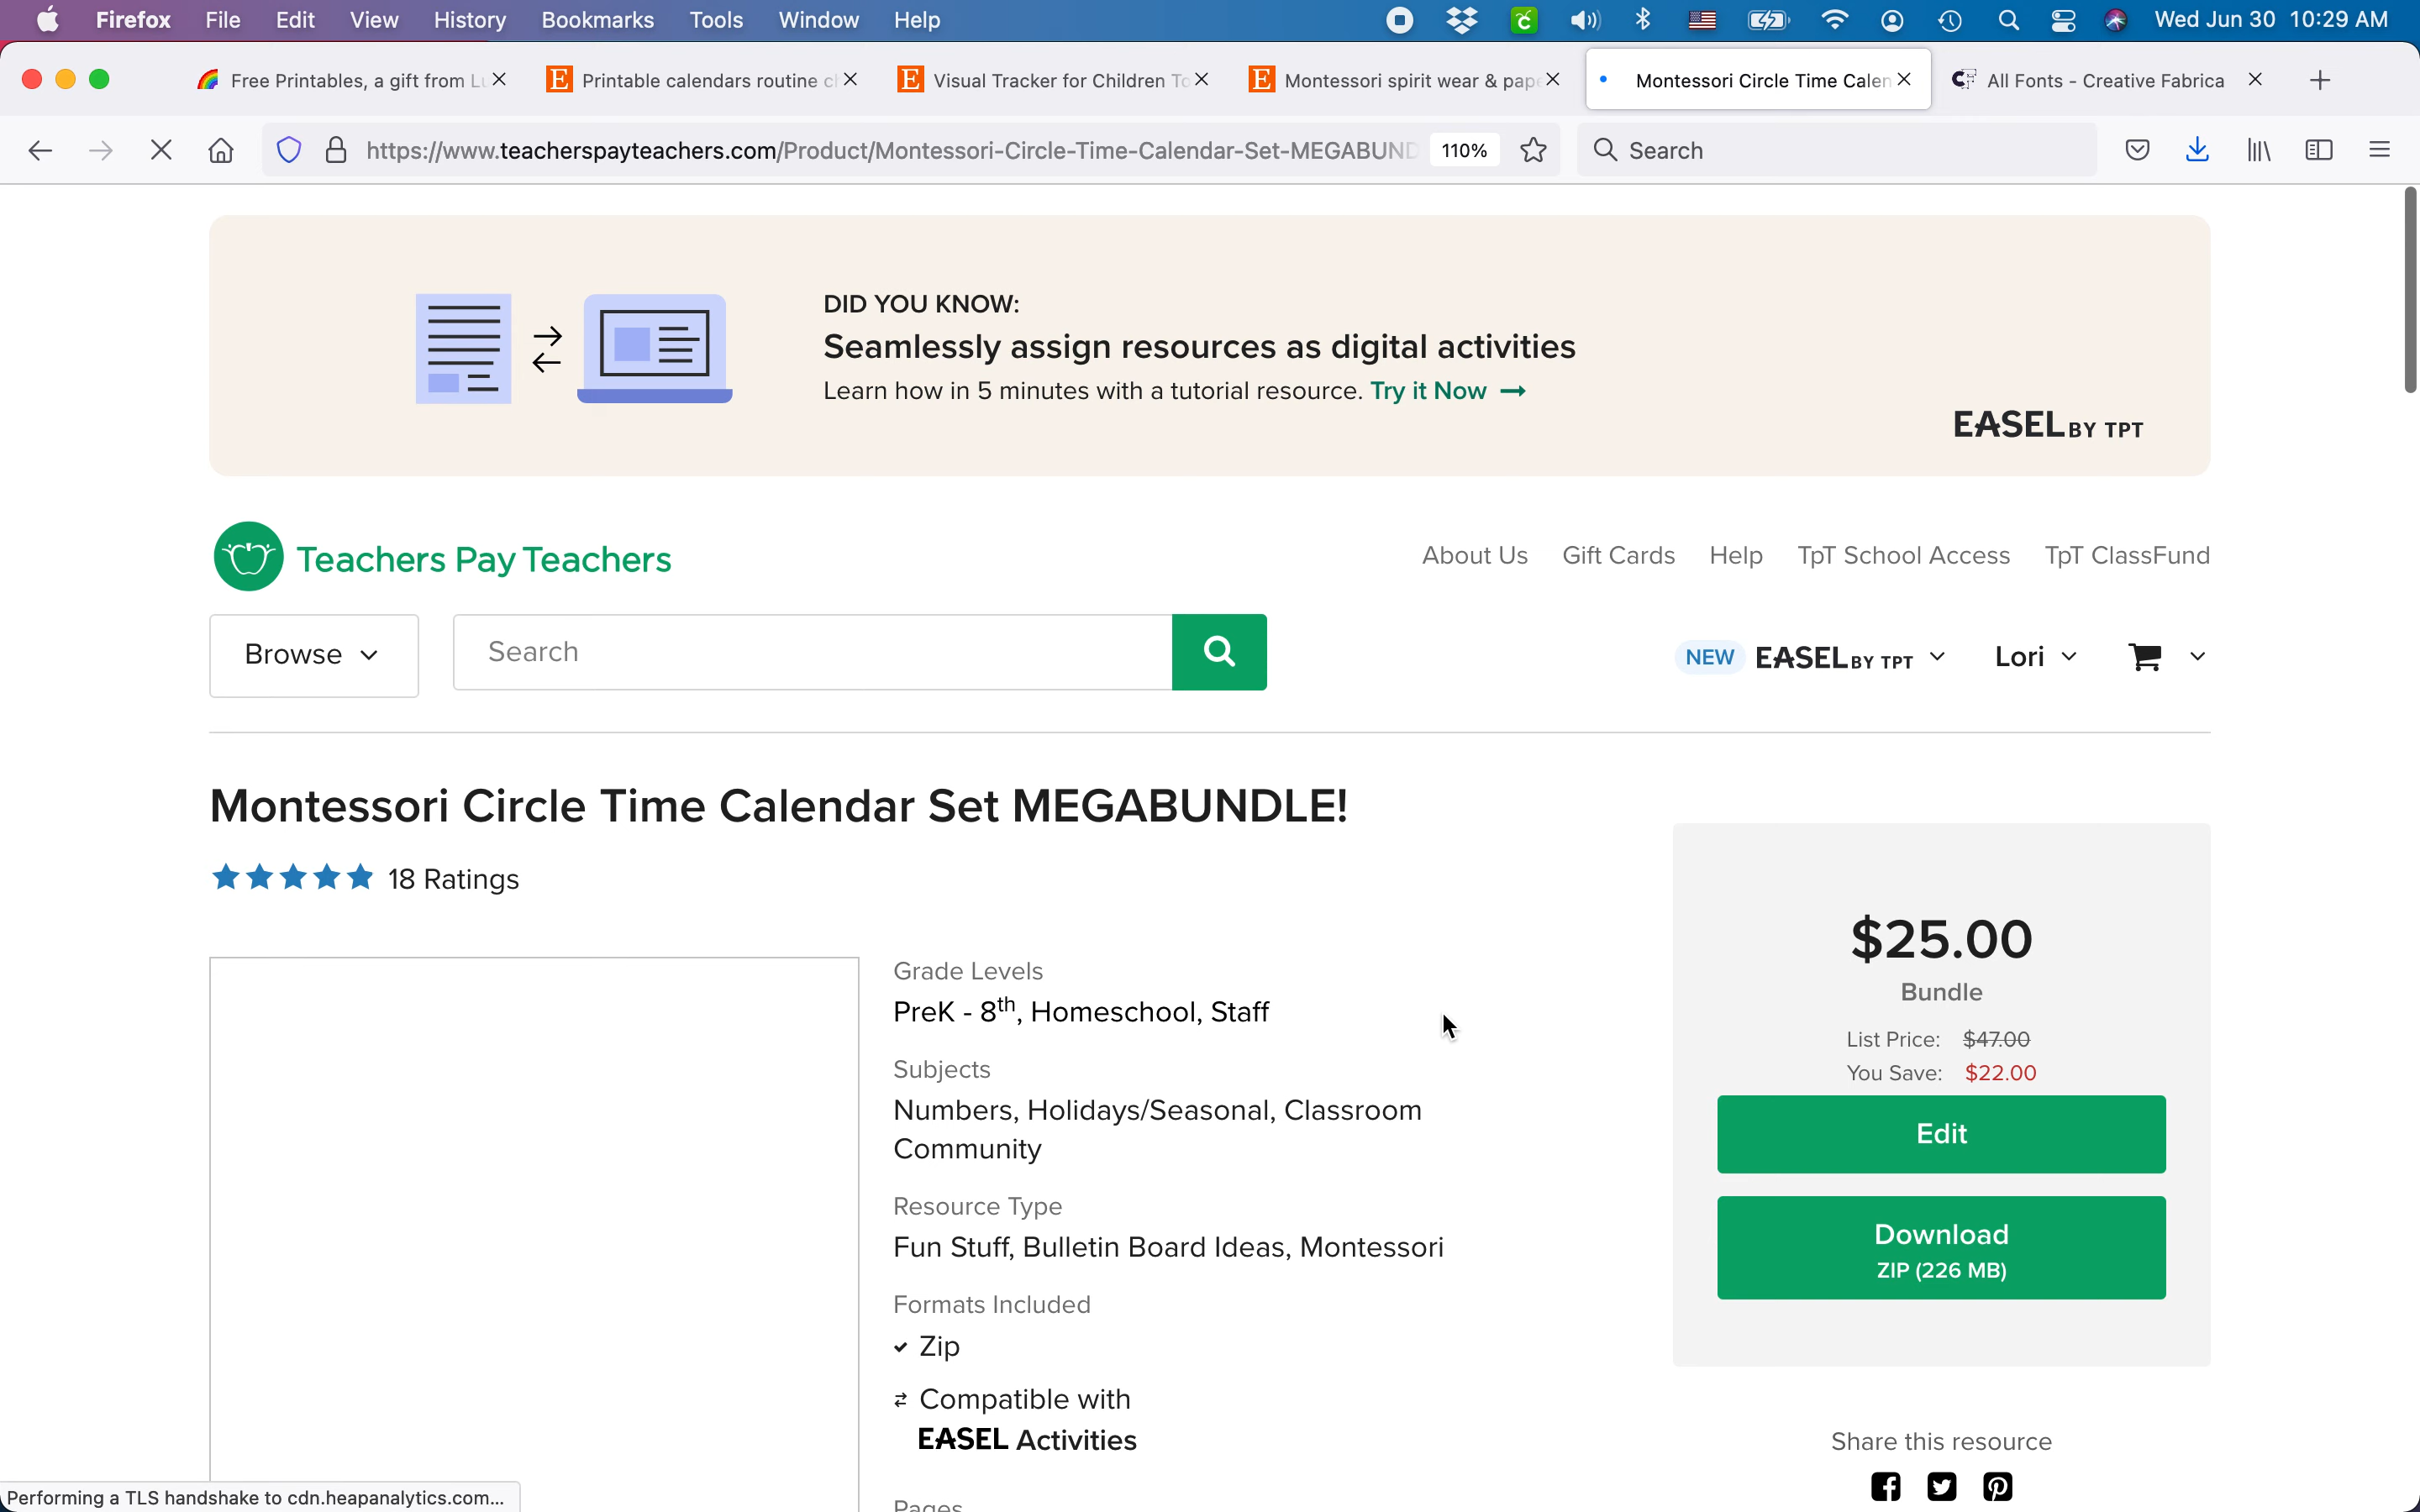 Firefox File Edit View History Bookmarks Tools Window Help Wed Jun 30 10:29 AM
Free Printables, a gift from Lu Printable calendars routine ch Visual Tracker for Children To Montessori spirit wear & pape Montessori Circle Time Calen All Fonts - Creative Fabrica
https://www.teacherspayteachers.com/Product/Montessori-Circle-Time-Calendar-Set-MEGABUND 110% Search
DID YOU KNOW:
Seamlessly assign resources as digital activities
Learn how in 5 minutes with a tutorial resource. Try it Now →
EASEL BY TPT
Teachers Pay Teachers
About Us Gift Cards Help TpT School Access TpT ClassFund
Browse Search NEW EASEL BY TPT Lori
Montessori Circle Time Calendar Set MEGABUNDLE!
18 Ratings
Grade Levels
PreK - 8th, Homeschool, Staff
Subjects
Numbers, Holidays/Seasonal, Classroom
Community
Resource Type
Fun Stuff, Bulletin Board Ideas, Montessori
Formats Included
Zip
Compatible with
EASEL Activities
Pages
$25.00
Bundle
List Price: $47.00
You Save: $22.00
Edit
Download
ZIP (226 MB)
Share this resource
Performing a TLS handshake to cdn.heapanalytics.com...